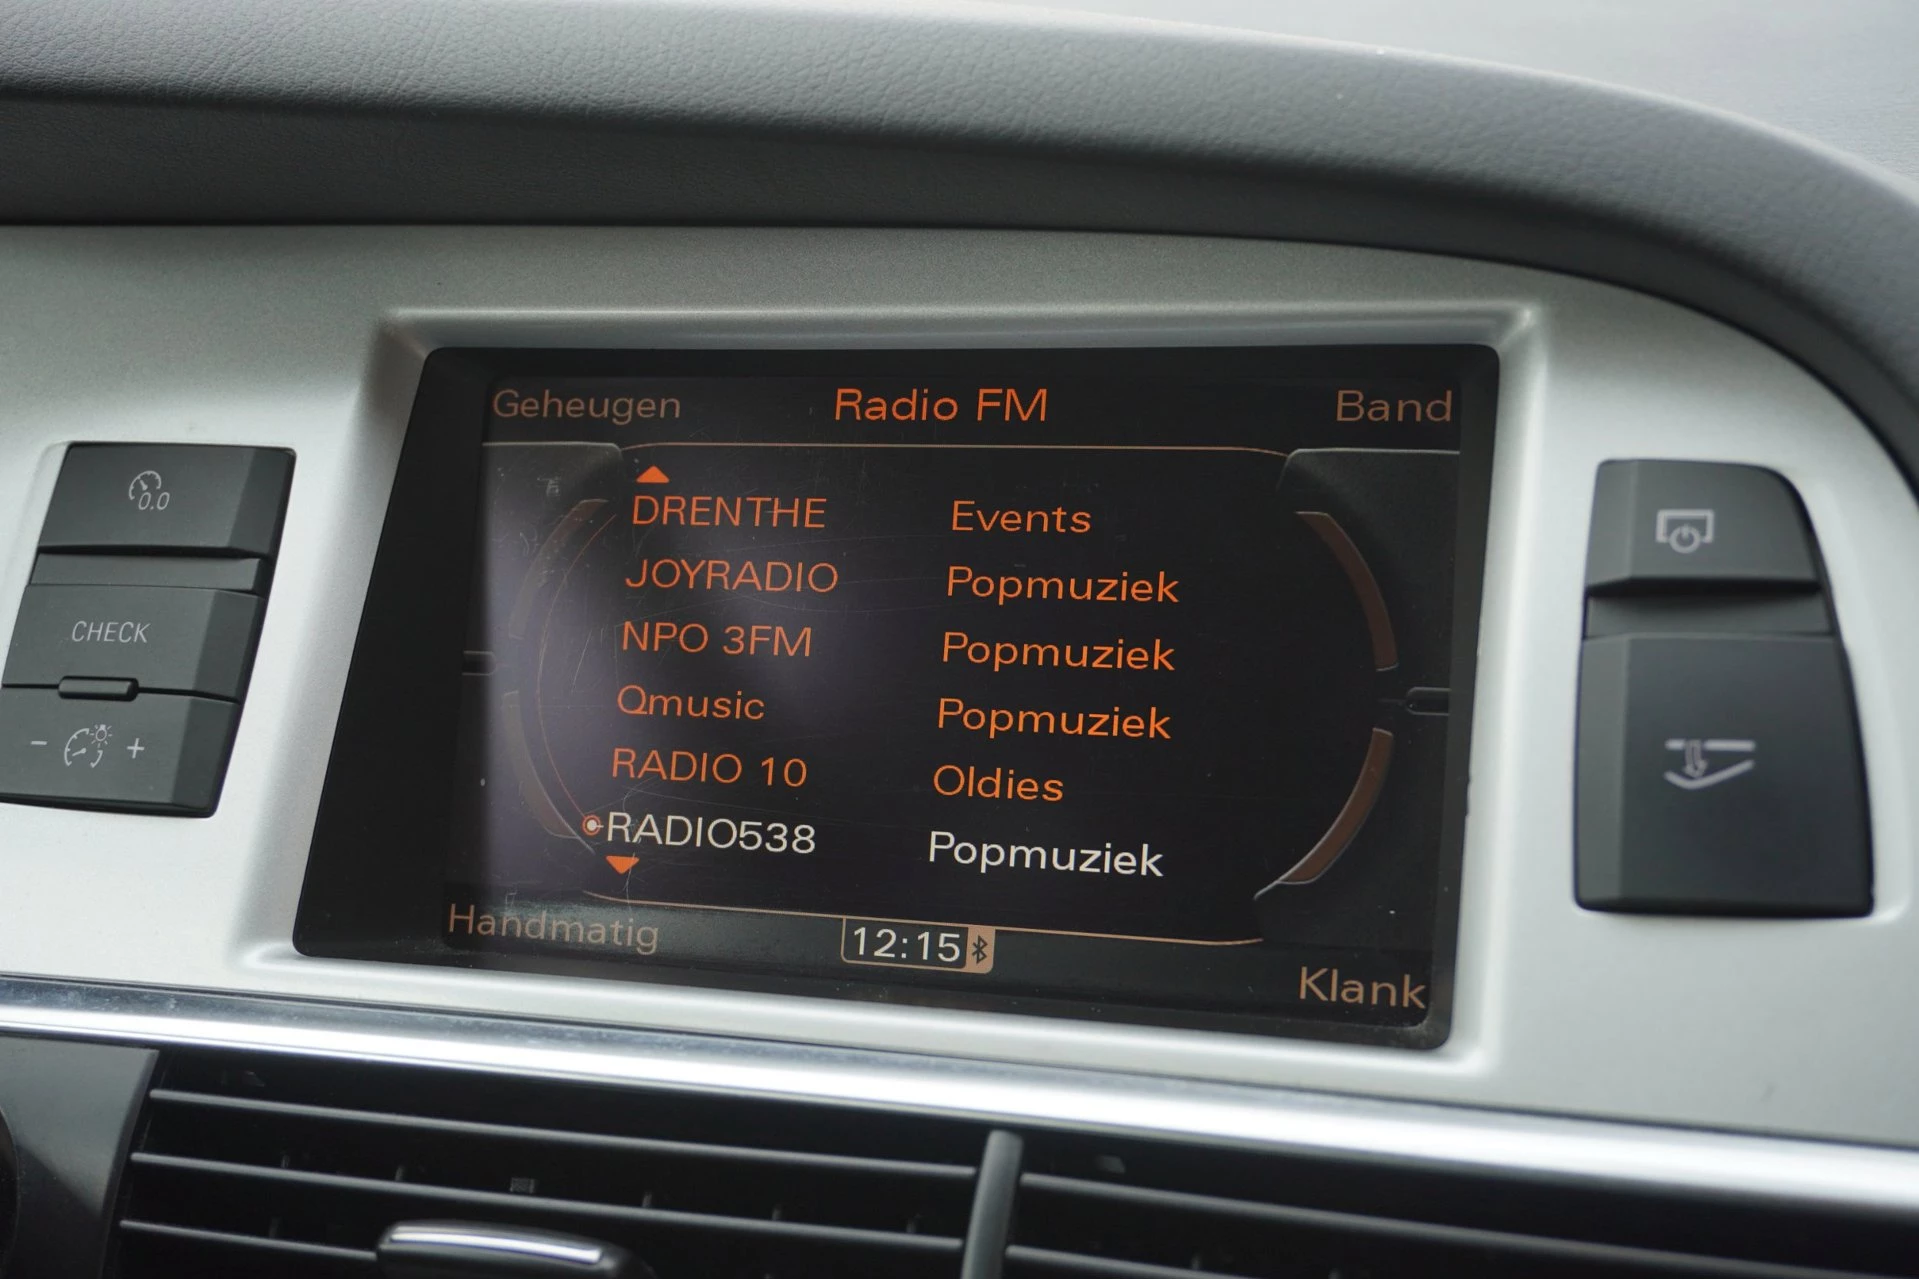 Geheugen Radio FM Band
DRENTHE Events
JOYRADIO Popmuziek
NPO 3FM Popmuziek
Qmusic Popmuziek
RADIO 10 Oldies
RADIO538 Popmuziek
Handmatig 12:15 Klank
0.0
CHECK
- +